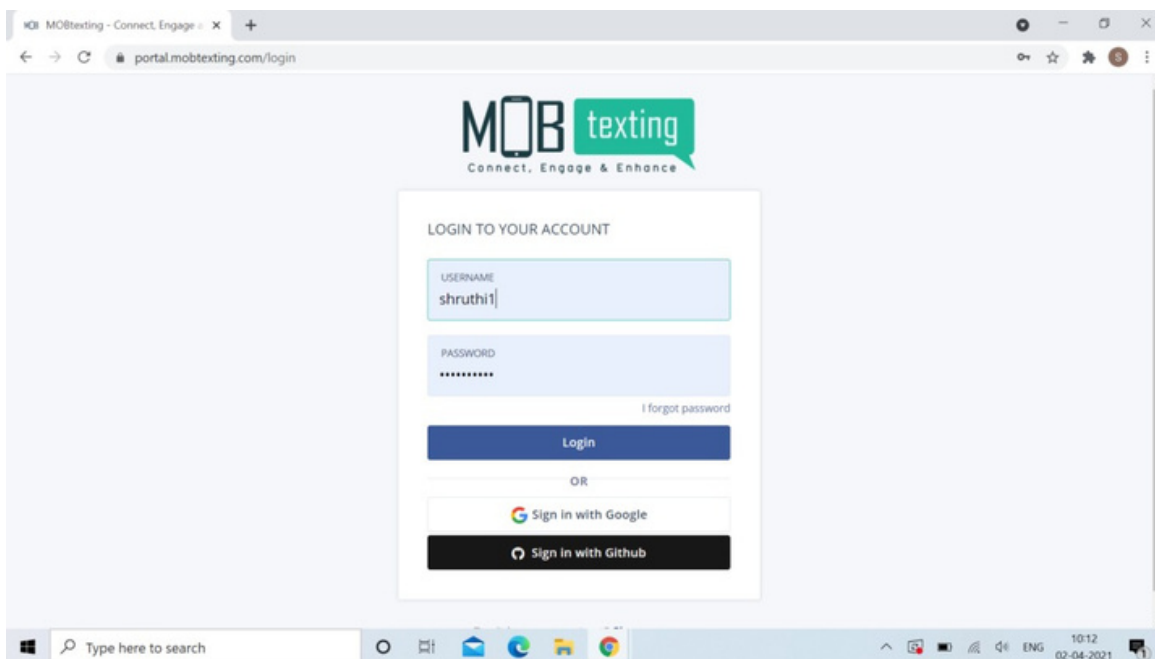 MOBtexting - Connect, Engage a
portal.mobtexting.com/login
S
MOB texting
Connect, Engage & Enhance
LOGIN TO YOUR ACCOUNT
USERNAME
shruthi1
PASSWORD
••••••••••
I forgot password
Login
OR
Sign in with Google
Sign in with Github
Type here to search
ENG
10:12
02-04-2021